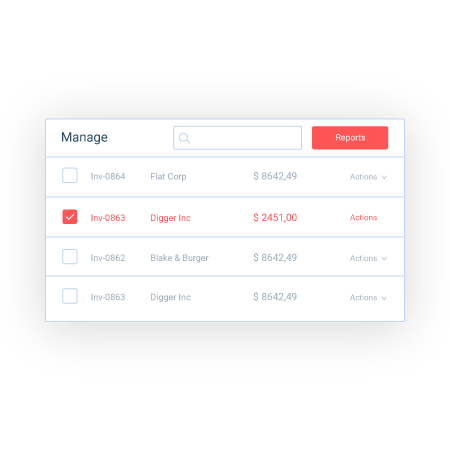 Manage Reports
Inv-0864 Flat Corp $ 8642,49 Actions
Inv-0863 Digger Inc $ 2451,00 Actions
Inv-0862 Blake & Burger $ 8642,49 Actions
Inv-0863 Digger Inc $ 8642,49 Actions